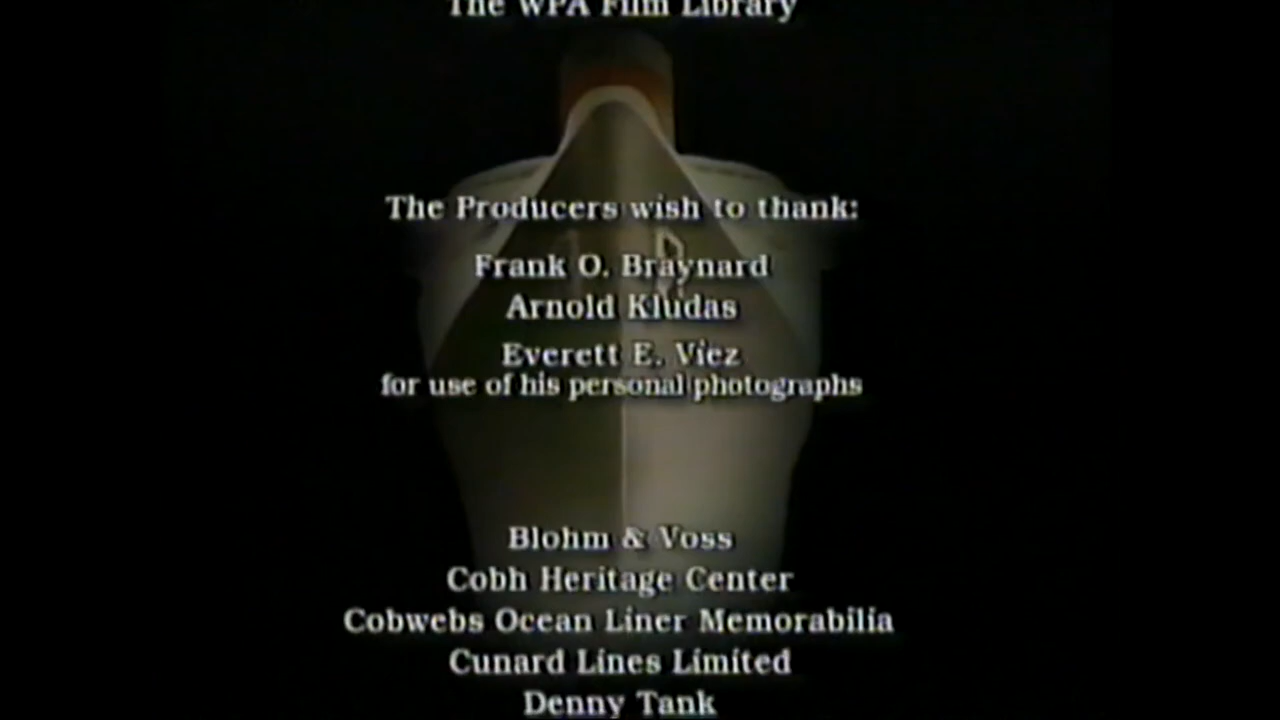 The WPA Film Library
The Producers wish to thank:
Frank O. Braynard
Arnold Kludas
Everett E. Viez
for use of his personal photographs
Blohm & Voss
Cobh Heritage Center
Cobwebs Ocean Liner Memorabilia
Cunard Lines Limited
Denny Tank